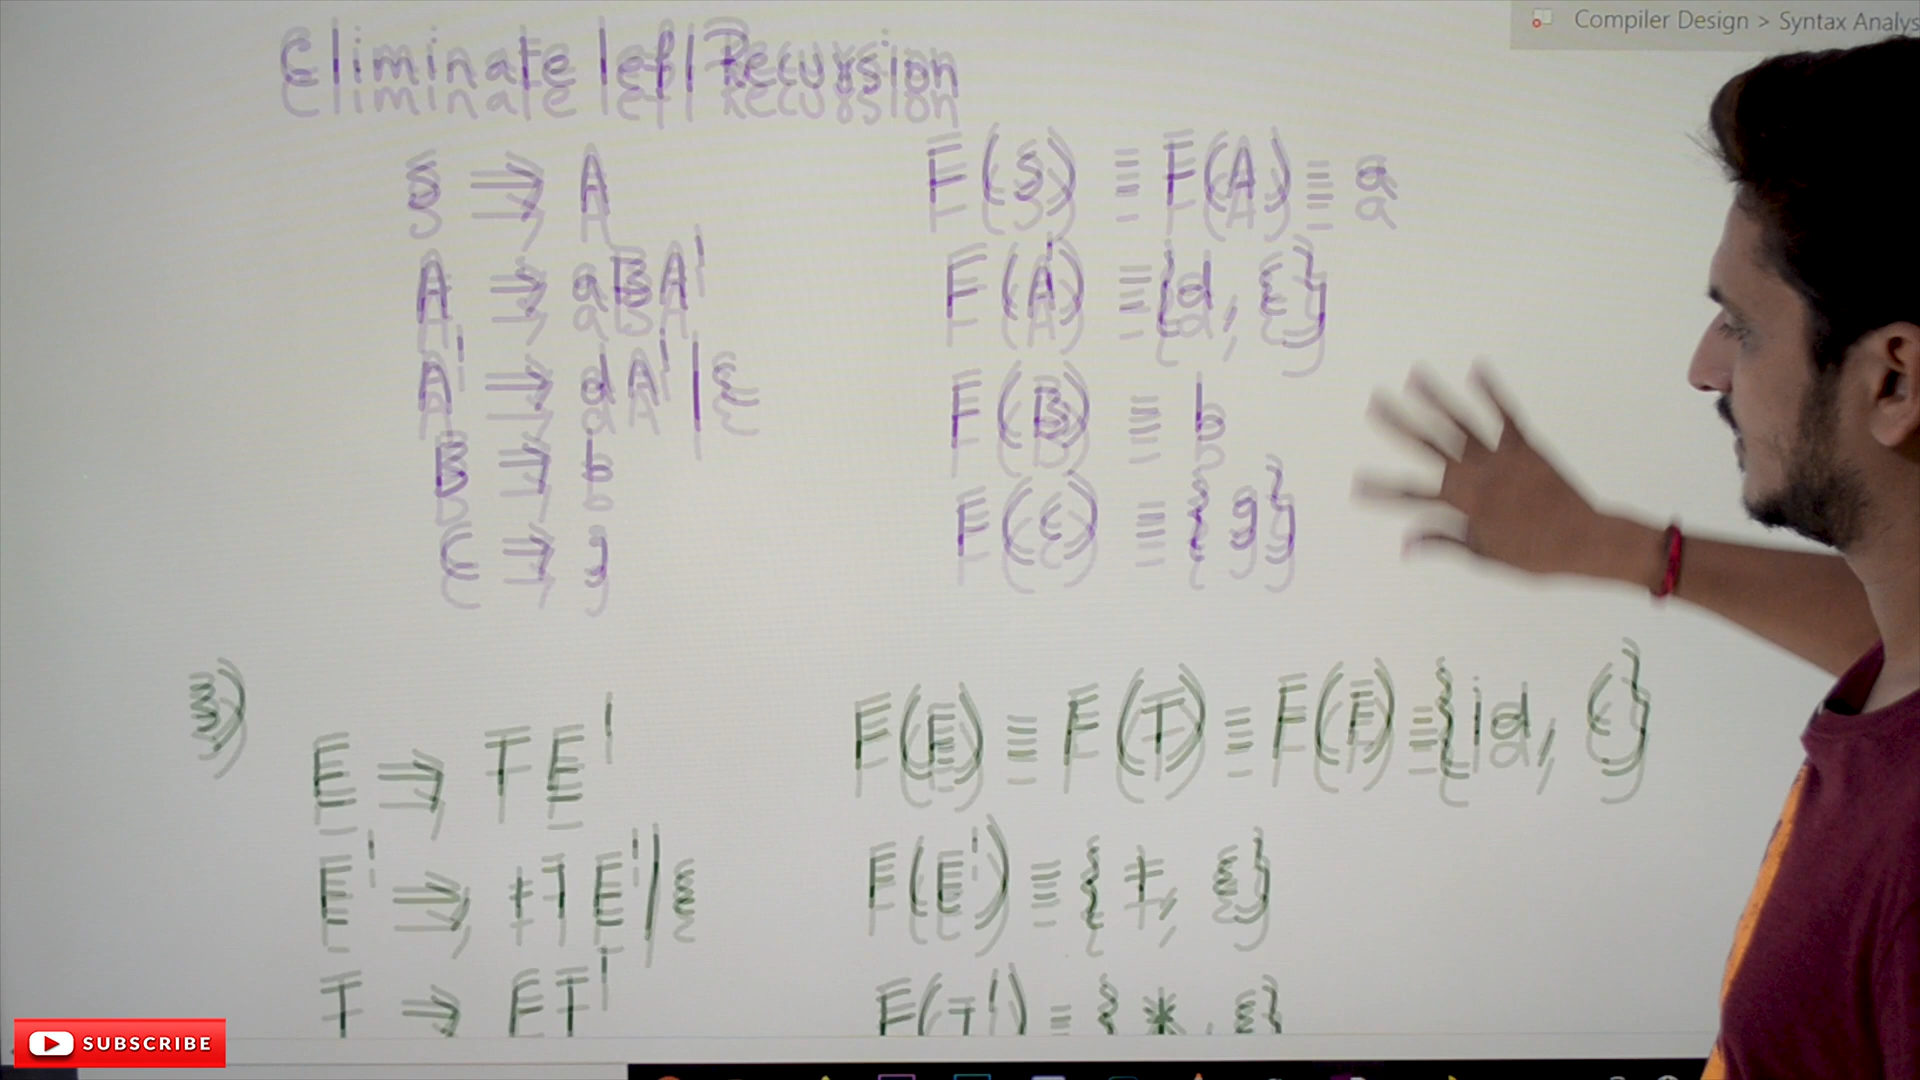 Compiler Design > Syntax Analys
Eliminate left Recursion
S ⇒ A
A ⇒ aBA'
A' ⇒ dA' | ε
B ⇒ b
C ⇒ g
F(S) ≡ F(A) ≡ a
F(A') ≡ {d, ε}
F(B) ≡ b
F(C) ≡ {g}
3)
E ⇒ TE'
E' ⇒ +TE' | ε
T ⇒ FT'
F(E) ≡ F(T) ≡ F(F) ≡ {id, (}
F(E') ≡ {+, ε}
F(T') ≡ {*, ε}
SUBSCRIBE